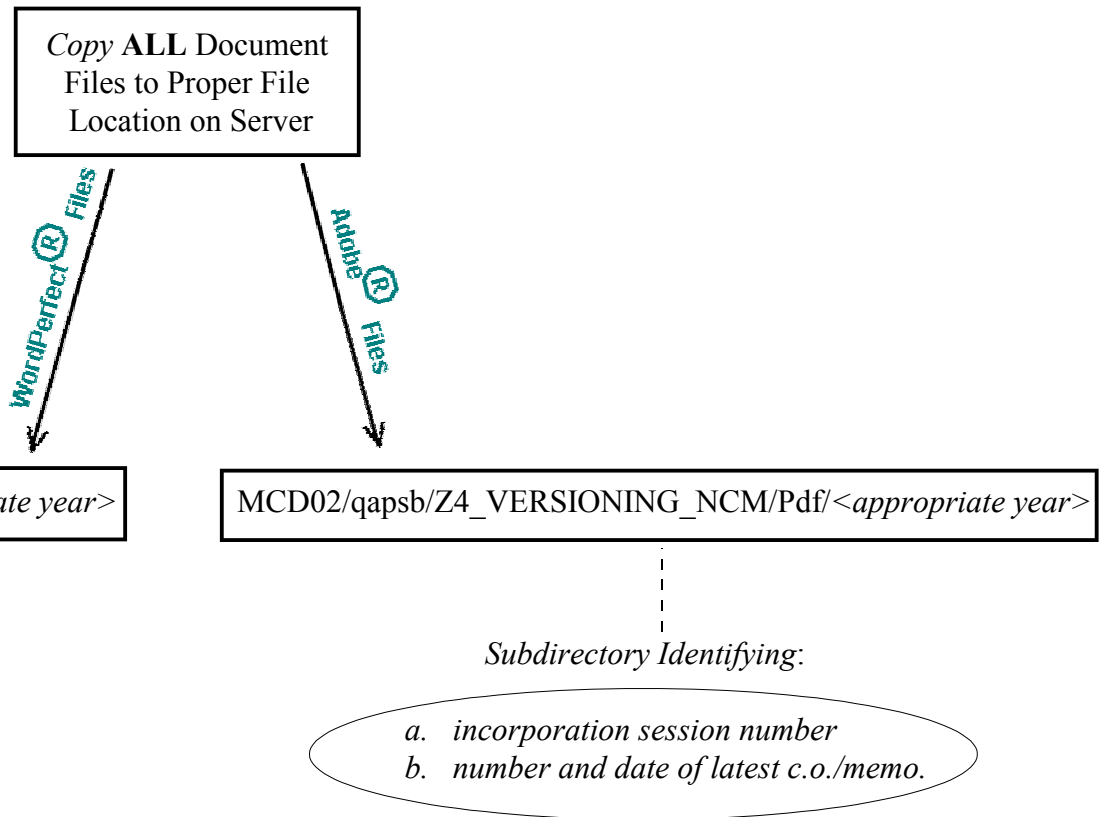 Copy ALL Document
Files to Proper File
Location on Server
WordPerfect® Files
Adobe® Files
ate year>
MCD02/qapsb/Z4_VERSIONING_NCM/Pdf/<appropriate year>
Subdirectory Identifying:
a. incorporation session number
b. number and date of latest c.o./memo.